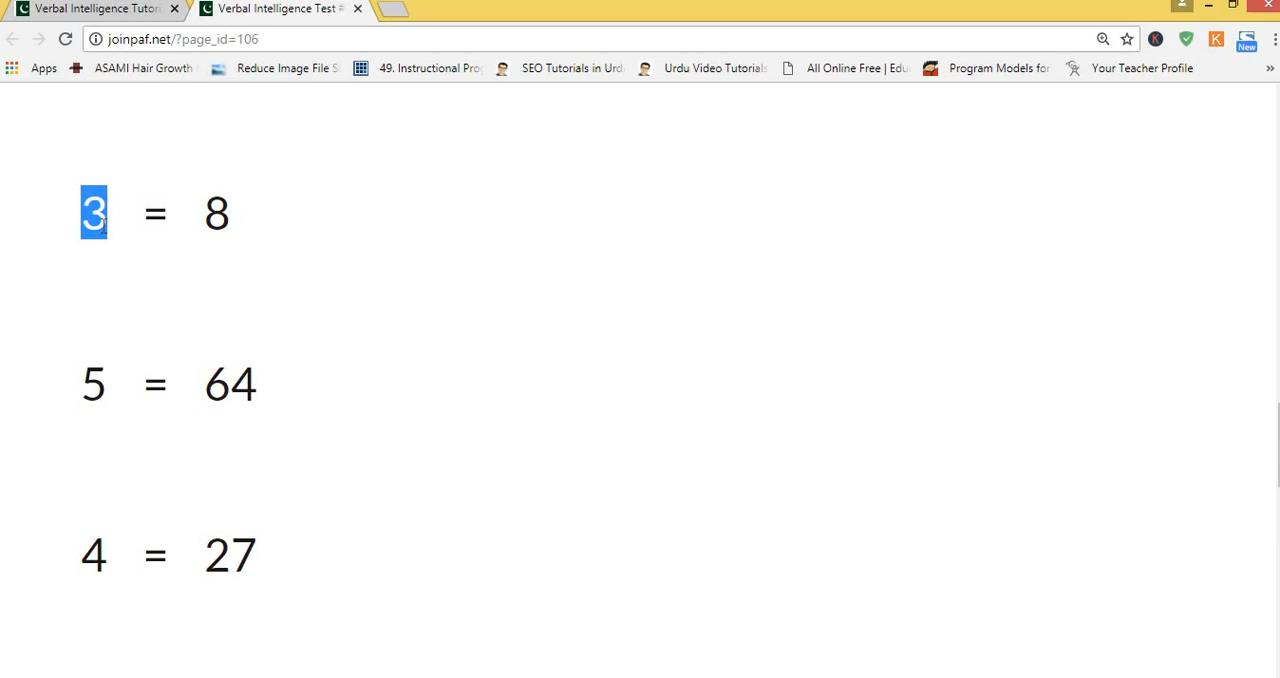 Verbal Intelligence Tutori
Verbal Intelligence Test #
joinpaf.net/?page_id=106
Apps
ASAMI Hair Growth
Reduce Image File S
49. Instructional Pro
SEO Tutorials in Urd
Urdu Video Tutorials
All Online Free | Edu
Program Models for
Your Teacher Profile
»
K
K
New
3 = 8
5 = 64
4 = 27